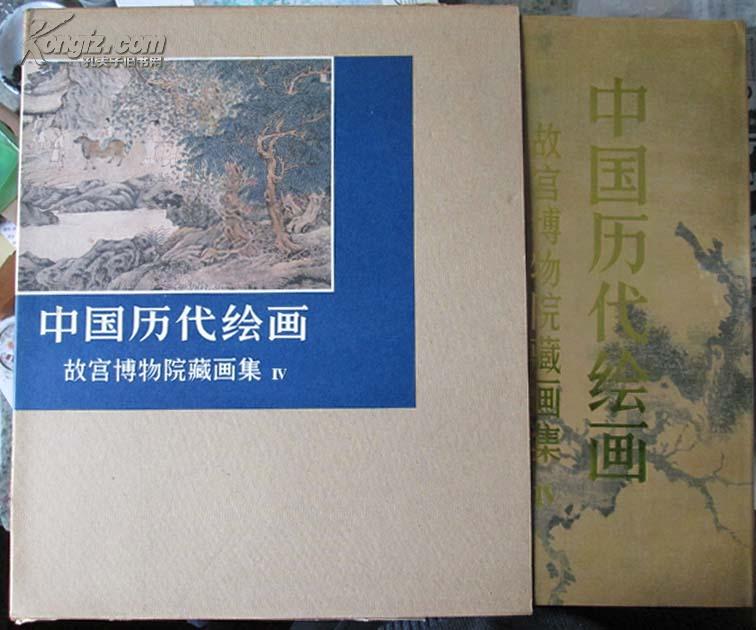 Kongfz.com
孔夫子旧书网
中国历代绘画
故宫博物院藏画集 IV
中国历代绘画
故宫博物院藏画集 IV